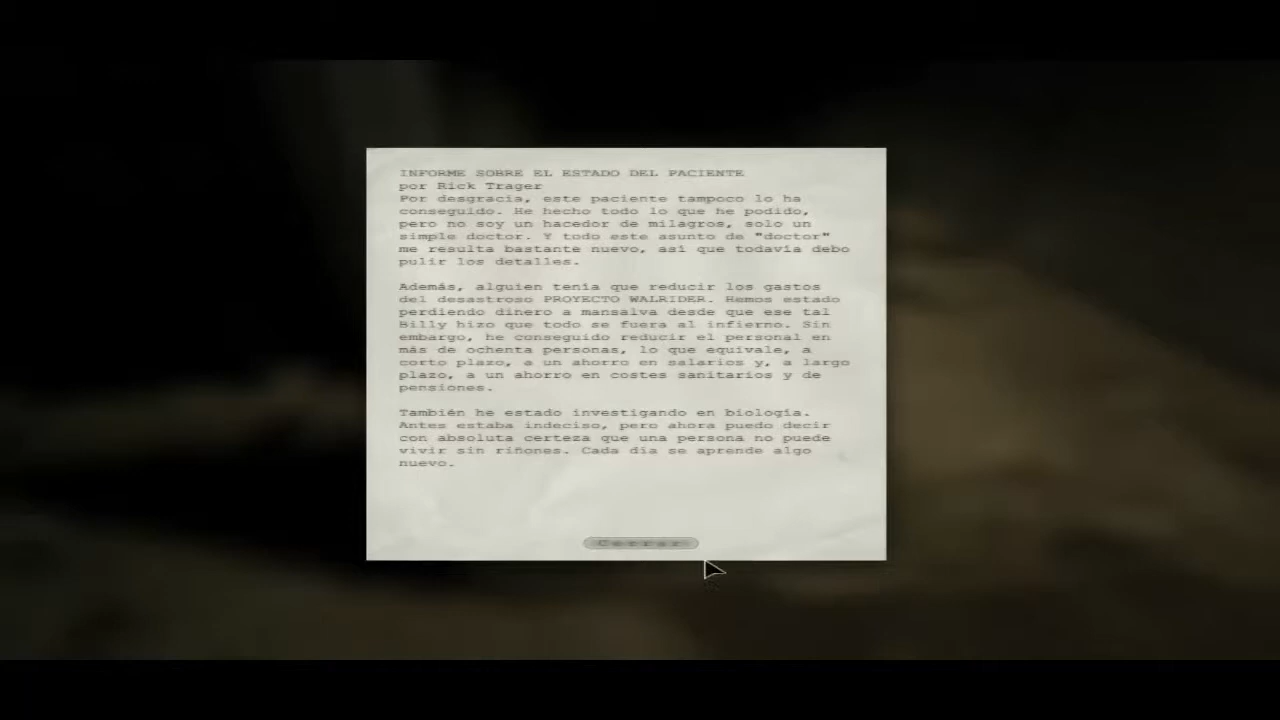 INFORME SOBRE EL ESTADO DEL PACIENTE
por Rick Trager
Por desgracia, este paciente tampoco lo ha
conseguido. He hecho todo lo que he podido,
pero no soy un hacedor de milagros, solo un
simple doctor. Y todo este asunto de "doctor"
me resulta bastante nuevo, así que todavía debo
pulir los detalles.
Además, alguien tenía que reducir los gastos
del desastroso PROYECTO WALRIDER. Hemos estado
perdiendo dinero a mansalva desde que ese tal
Billy hizo que todo se fuera al infierno. Sin
embargo, he conseguido reducir el personal en
más de ochenta personas, lo que equivale, a
corto plazo, a un ahorro en salarios y, a largo
plazo, a un ahorro en costes sanitarios y de
pensiones.
También he estado investigando en biología.
Antes estaba indeciso, pero ahora puedo decir
con absoluta certeza que una persona no puede
vivir sin riñones. Cada día se aprende algo
nuevo.
Cerrar